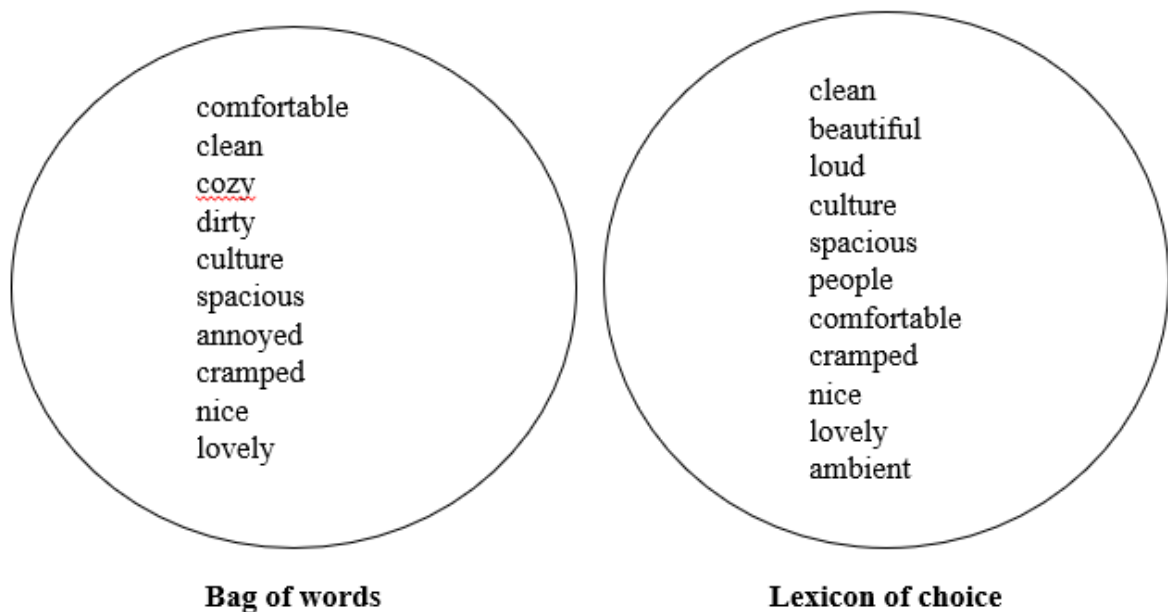 comfortable
clean
cozy
dirty
culture
spacious
annoyed
cramped
nice
lovely
Bag of words
clean
beautiful
loud
culture
spacious
people
comfortable
cramped
nice
lovely
ambient
Lexicon of choice